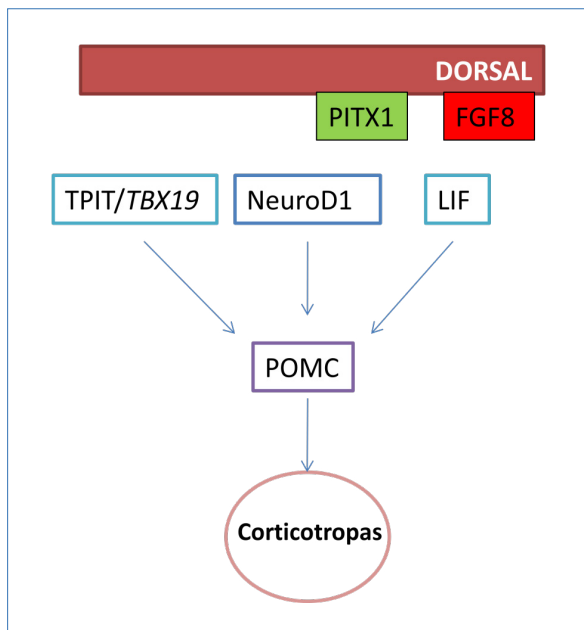 DORSAL
PITX1
FGF8
TPIT/TBX19
NeuroD1
LIF
POMC
Corticotropas